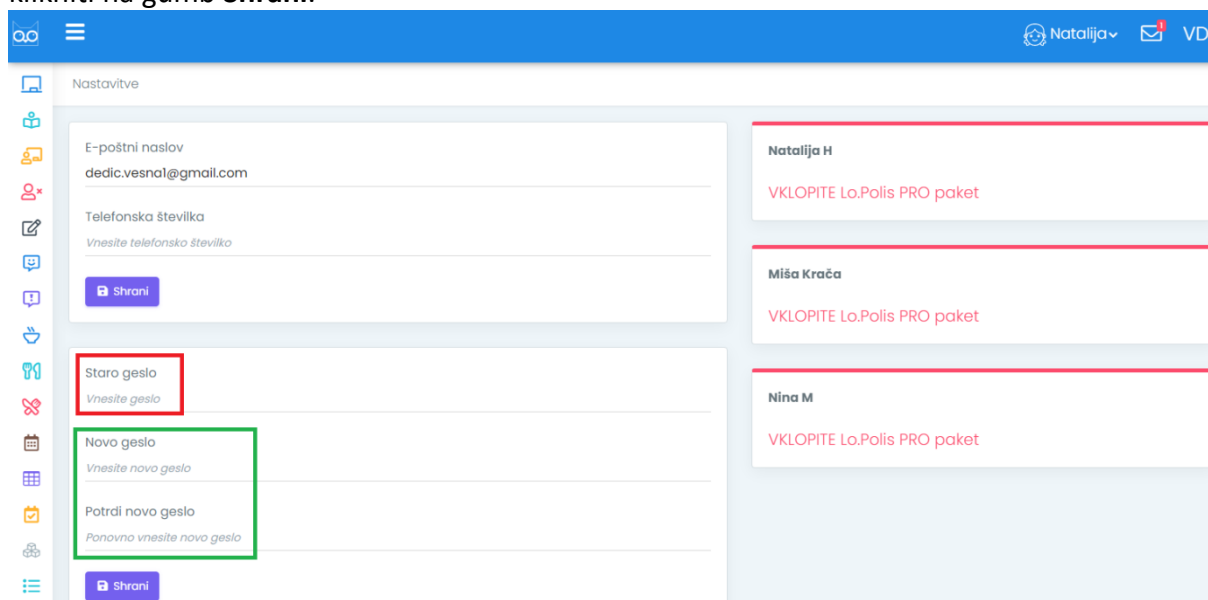 klikniti na gumb Shrani.
Natalija
VD
Nastavitve
E-poštni naslov
dedic.vesna1@gmail.com
Telefonska številka
Vnesite telefonsko številko
Shrani
Staro geslo
Vnesite geslo
Novo geslo
Vnesite novo geslo
Potrdi novo geslo
Ponovno vnesite novo geslo
Shrani
Natalija H
VKLOPITE Lo.Polis PRO paket
Miša Krača
VKLOPITE Lo.Polis PRO paket
Nina M
VKLOPITE Lo.Polis PRO paket